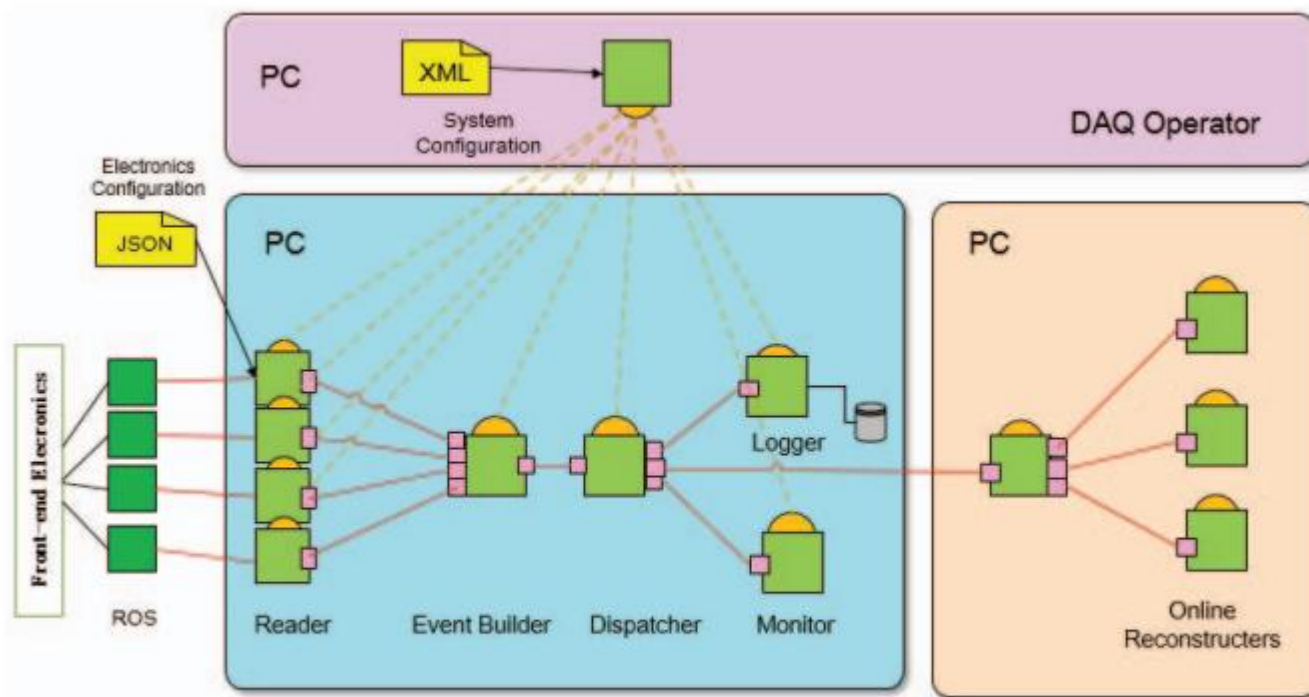 PC
XML
System
Configuration
DAQ Operator
Electronics
Configuration
JSON
PC
PC
Front-end Elecronics
ROS
Reader
Event Builder
Dispatcher
Logger
Monitor
Online
Reconstructers